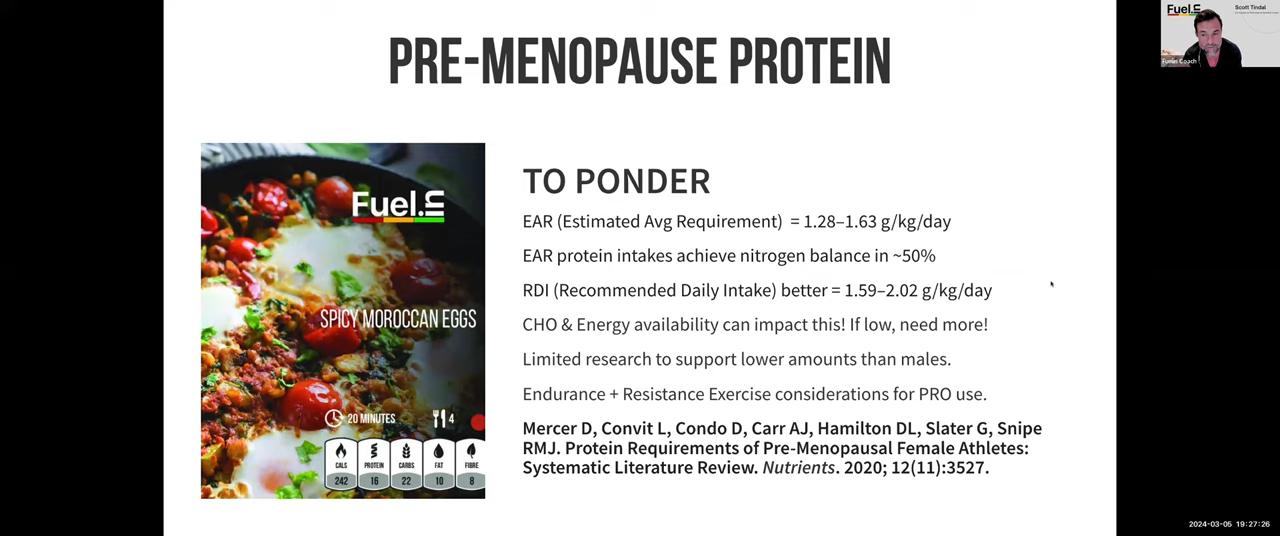 PRE-MENOPAUSE PROTEIN
Fuel.in
Scott Tindal
Fuelin Coach
Fuel.in
SPICY MOROCCAN EGGS
20 MINUTES
4
CALS PROTEIN CARBS FAT FIBRE
242 16 22 10 8
TO PONDER
EAR (Estimated Avg Requirement) = 1.28–1.63 g/kg/day
EAR protein intakes achieve nitrogen balance in ~50%
RDI (Recommended Daily Intake) better = 1.59–2.02 g/kg/day
CHO & Energy availability can impact this! If low, need more!
Limited research to support lower amounts than males.
Endurance + Resistance Exercise considerations for PRO use.
Mercer D, Convit L, Condo D, Carr AJ, Hamilton DL, Slater G, Snipe
RMJ. Protein Requirements of Pre-Menopausal Female Athletes:
Systematic Literature Review. Nutrients. 2020; 12(11):3527.
2024-03-05 19:27:26